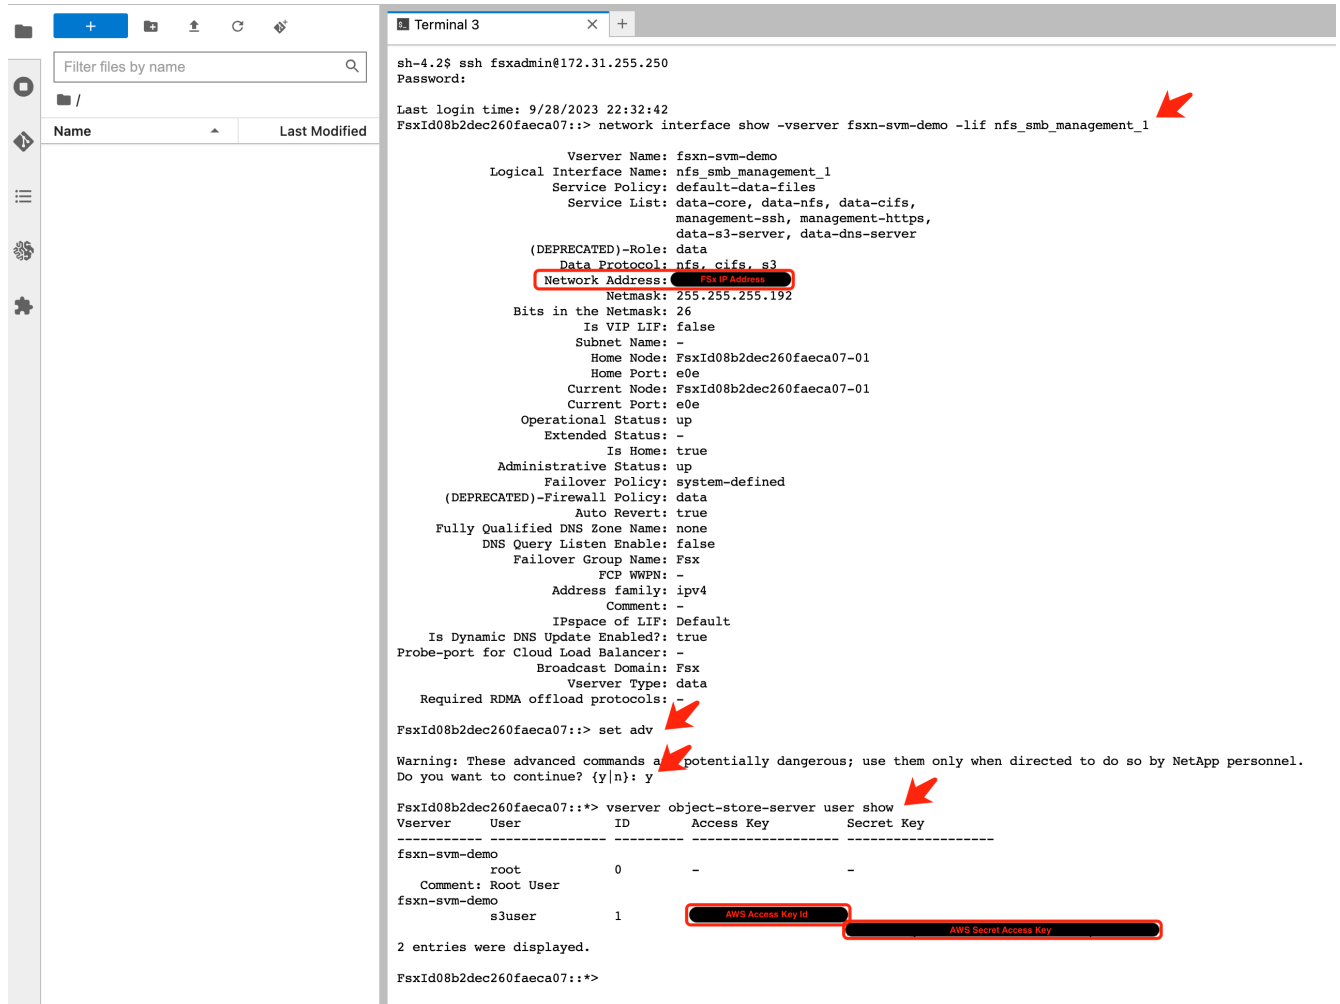 Terminal 3
Filter files by name
/
Name
Last Modified
sh-4.2$ ssh fsxadmin@172.31.255.250
Password:
Last login time: 9/28/2023 22:32:42
FsxId08b2dec260faeca07::> network interface show -vserver fsxn-svm-demo -lif nfs_smb_management_1
Vserver Name: fsxn-svm-demo
Logical Interface Name: nfs_smb_management_1
Service Policy: default-data-files
Service List: data-core, data-nfs, data-cifs,
management-ssh, management-https,
data-s3-server, data-dns-server
(DEPRECATED)-Role: data
Data Protocol: nfs, cifs, s3
Network Address: FSx IP Address
Netmask: 255.255.255.192
Bits in the Netmask: 26
Is VIP LIF: false
Subnet Name: -
Home Node: FsxId08b2dec260faeca07-01
Home Port: e0e
Current Node: FsxId08b2dec260faeca07-01
Current Port: e0e
Operational Status: up
Extended Status: -
Is Home: true
Administrative Status: up
Failover Policy: system-defined
(DEPRECATED)-Firewall Policy: data
Auto Revert: true
Fully Qualified DNS Zone Name: none
DNS Query Listen Enable: false
Failover Group Name: Fsx
FCP WWPN: -
Address family: ipv4
Comment: -
IPspace of LIF: Default
Is Dynamic DNS Update Enabled?: true
Probe-port for Cloud Load Balancer: -
Broadcast Domain: Fsx
Vserver Type: data
Required RDMA offload protocols: -
FsxId08b2dec260faeca07::> set adv
Warning: These advanced commands a potentially dangerous; use them only when directed to do so by NetApp personnel.
Do you want to continue? {y|n}: y
FsxId08b2dec260faeca07::*> vserver object-store-server user show
Vserver User ID Access Key Secret Key
----------- --------------- --------- ------------------- -------------------
fsxn-svm-demo
root 0 - -
Comment: Root User
fsxn-svm-demo
s3user 1 AWS Access Key Id
AWS Secret Access Key
2 entries were displayed.
FsxId08b2dec260faeca07::*>